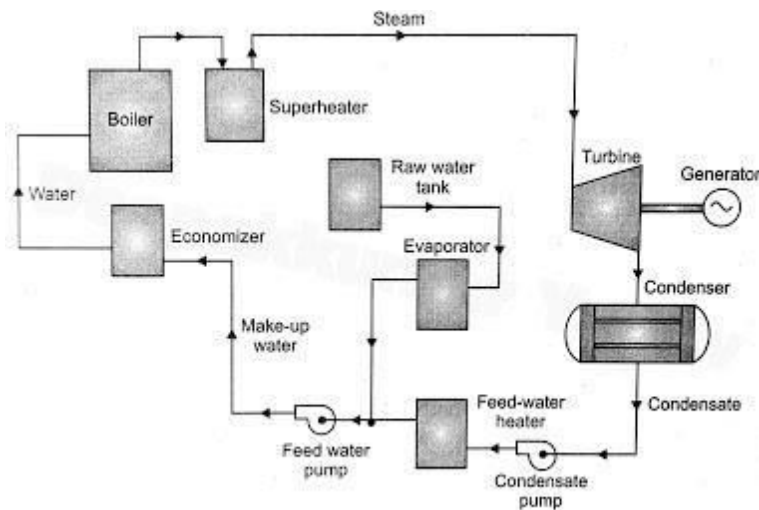 Steam
Boiler
Superheater
Raw water
tank
Turbine
Generator
Water
Economizer
Evaporator
Condenser
Make-up
water
Feed-water
heater
Condensate
Feed water
pump
Condensate
pump